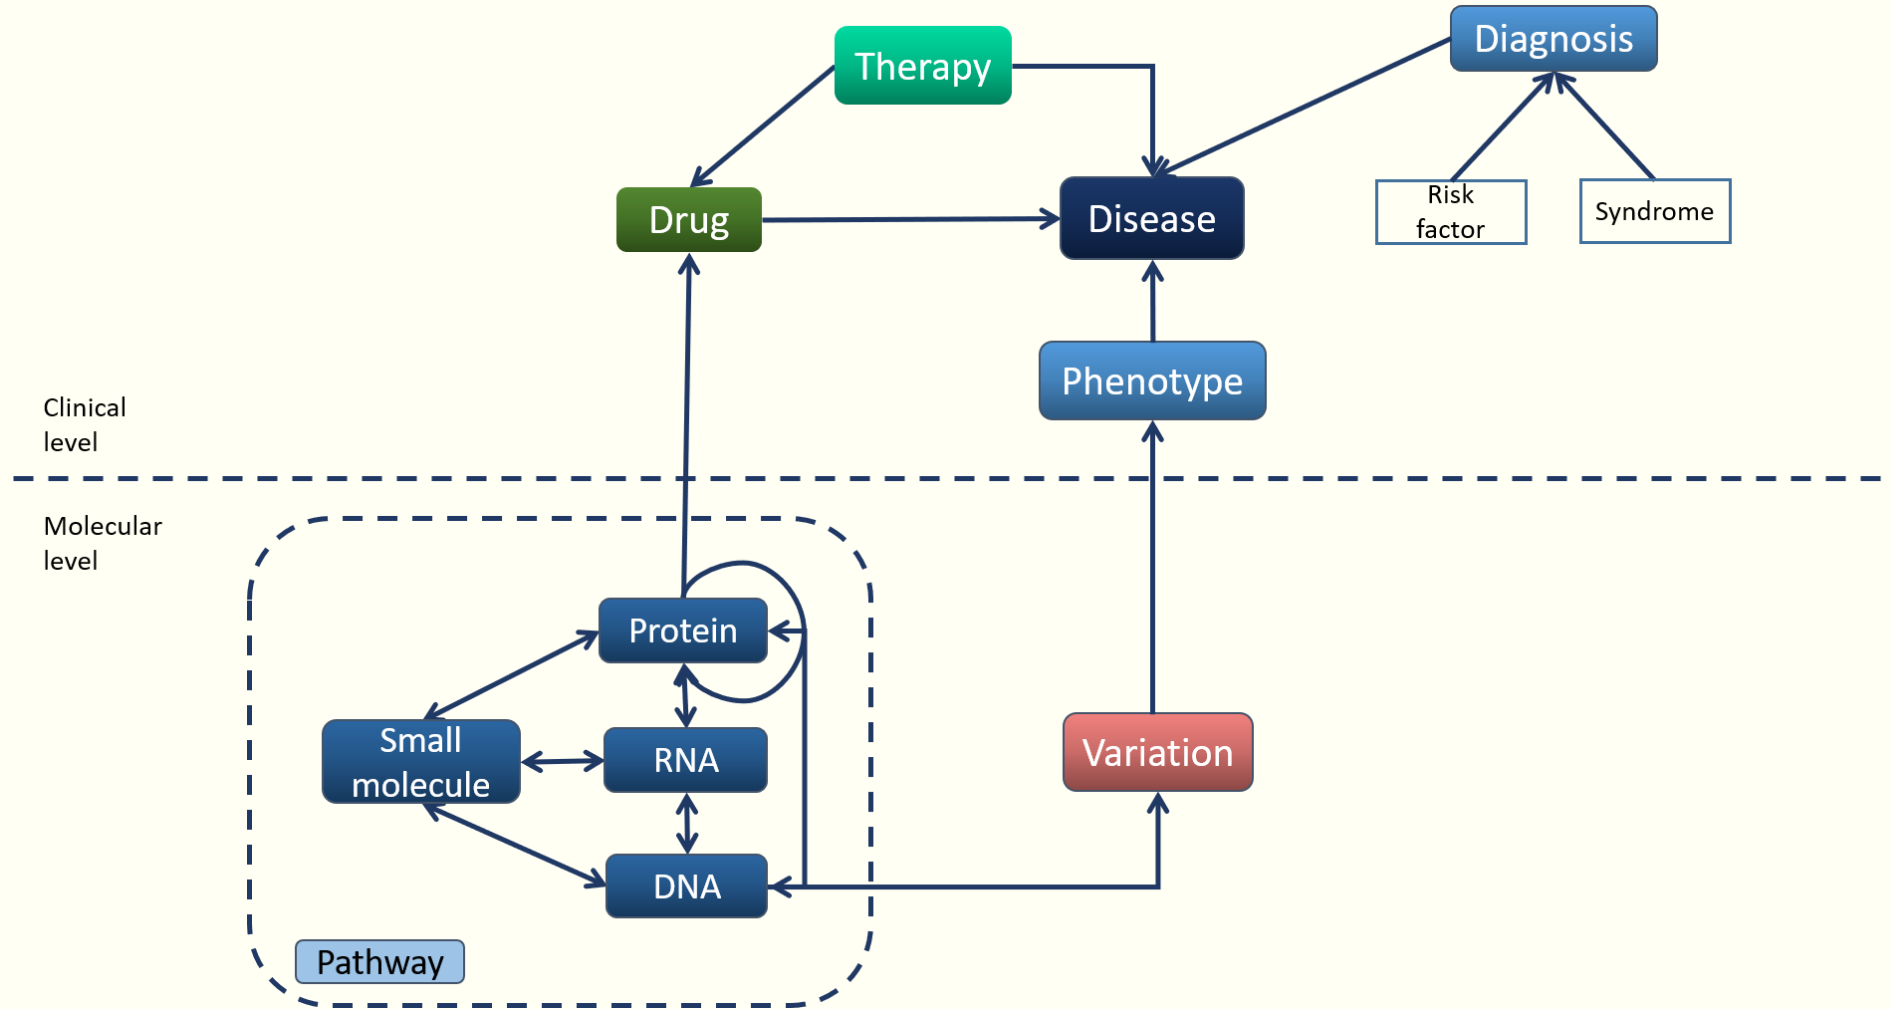 Therapy
Diagnosis
Drug
Disease
Risk
factor
Syndrome
Phenotype
Clinical
level
Molecular
level
Protein
Small
molecule
RNA
Variation
DNA
Pathway